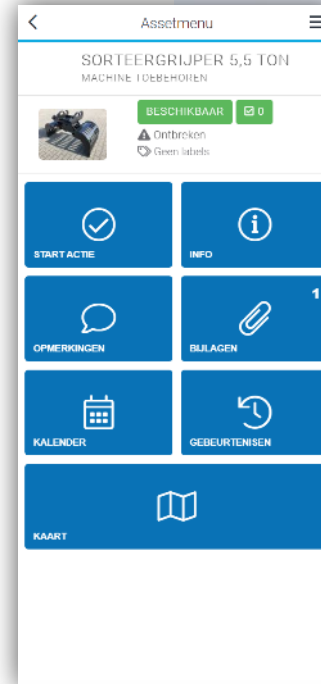 Assetmenu
SORTEERGRIJPER 5,5 TON
MACHINE TOEBEHOREN
BESCHIKBAAR 0
Ontbreken
Geen labels
START ACTIE
INFO
1
OPMERKINGEN
BIJLAGEN
KALENDER
GEBEURTENISEN
KAART